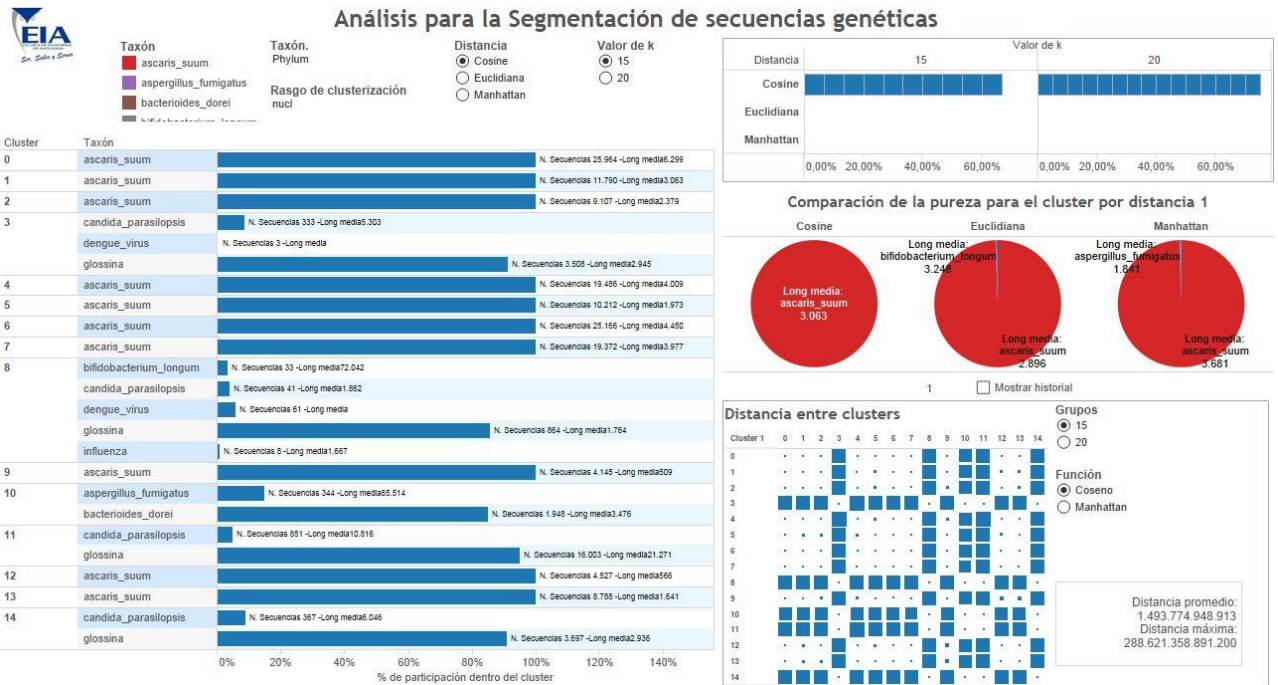 EIA
Ser, Saber y Servir
Análisis para la Segmentación de secuencias genéticas
Taxón
ascaris_suum
aspergillus_fumigatus
bacterioides_dorei
bifidobacterium_longum
Taxón.
Phylum
Rasgo de clusterización
nucl
Distancia
Cosine
Euclidiana
Manhattan
Valor de k
15
20
Cluster Taxón
0 ascaris_suum N. Secuencias 25.964 -Long media6.299
1 ascaris_suum N. Secuencias 11.790 -Long media3.063
2 ascaris_suum N. Secuencias 9.107 -Long media2.379
3 candida_parasilopsis N. Secuencias 333 -Long media5.303
dengue_virus N. Secuencias 3 -Long media
glossina N. Secuencias 3.508 -Long media2.945
4 ascaris_suum N. Secuencias 19.486 -Long media4.009
5 ascaris_suum N. Secuencias 10.212 -Long media1.973
6 ascaris_suum N. Secuencias 25.166 -Long media4.450
7 ascaris_suum N. Secuencias 19.372 -Long media3.977
8 bifidobacterium_longum N. Secuencias 33 -Long media72.042
candida_parasilopsis N. Secuencias 41 -Long media1.862
dengue_virus N. Secuencias 61 -Long media
glossina N. Secuencias 864 -Long media1.764
influenza N. Secuencias 8 -Long media1.667
9 ascaris_suum N. Secuencias 4.145 -Long media509
10 aspergillus_fumigatus N. Secuencias 344 -Long media85.514
bacterioides_dorei N. Secuencias 1.948 -Long media3.476
11 candida_parasilopsis N. Secuencias 851 -Long media10.816
glossina N. Secuencias 16.003 -Long media21.271
12 ascaris_suum N. Secuencias 4.527 -Long media566
13 ascaris_suum N. Secuencias 8.788 -Long media1.641
14 candida_parasilopsis N. Secuencias 367 -Long media6.046
glossina N. Secuencias 3.697 -Long media2.936
0% 20% 40% 60% 80% 100% 120% 140%
% de participación dentro del cluster
Valor de k
Distancia 15 20
Cosine
Euclidiana
Manhattan
0,00% 20,00% 40,00% 60,00% 0,00% 20,00% 40,00% 60,00%
Comparación de la pureza para el cluster por distancia 1
Cosine Euclidiana Manhattan
Long media:
ascaris_suum
3.063
Long media:
bifidobacterium_longum
3.248
Long media:
ascaris_suum
2.896
Long media:
aspergillus_fumigatus
1.841
Long media:
ascaris_suum
3.681
1 Mostrar historial
Distancia entre clusters
Cluster 1 0 1 2 3 4 5 6 7 8 9 10 11 12 13 14
0
1
2
3
4
5
6
7
8
9
10
11
12
13
14
Grupos
15
20
Función
Coseno
Manhattan
Distancia promedio:
1.493.774.948.913
Distancia máxima:
288.621.358.891.200